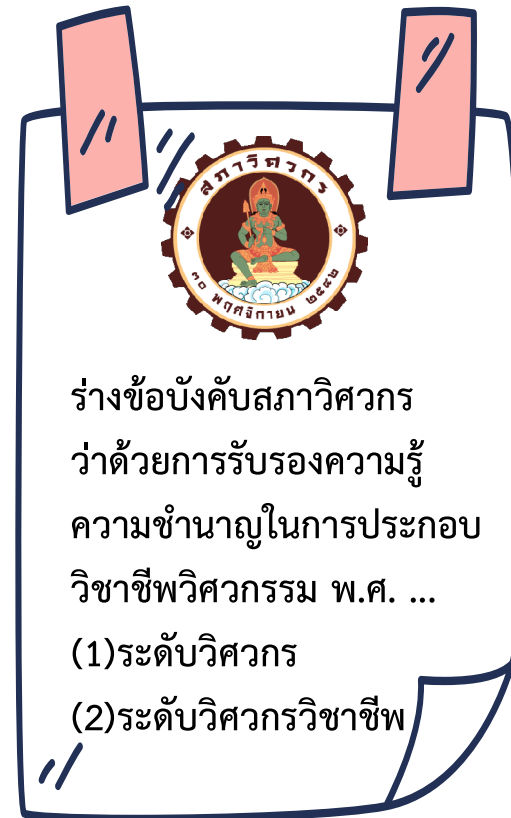 สภาวิศวกร
๓๐ พฤศจิกายน ๒๕๔๒
ร่างข้อบังคับสภาวิศวกร
ว่าด้วยการรับรองความรู้
ความชำนาญในการประกอบ
วิชาชีพวิศวกรรม พ.ศ. ...
(1)ระดับวิศวกร
(2)ระดับวิศวกรวิชาชีพ